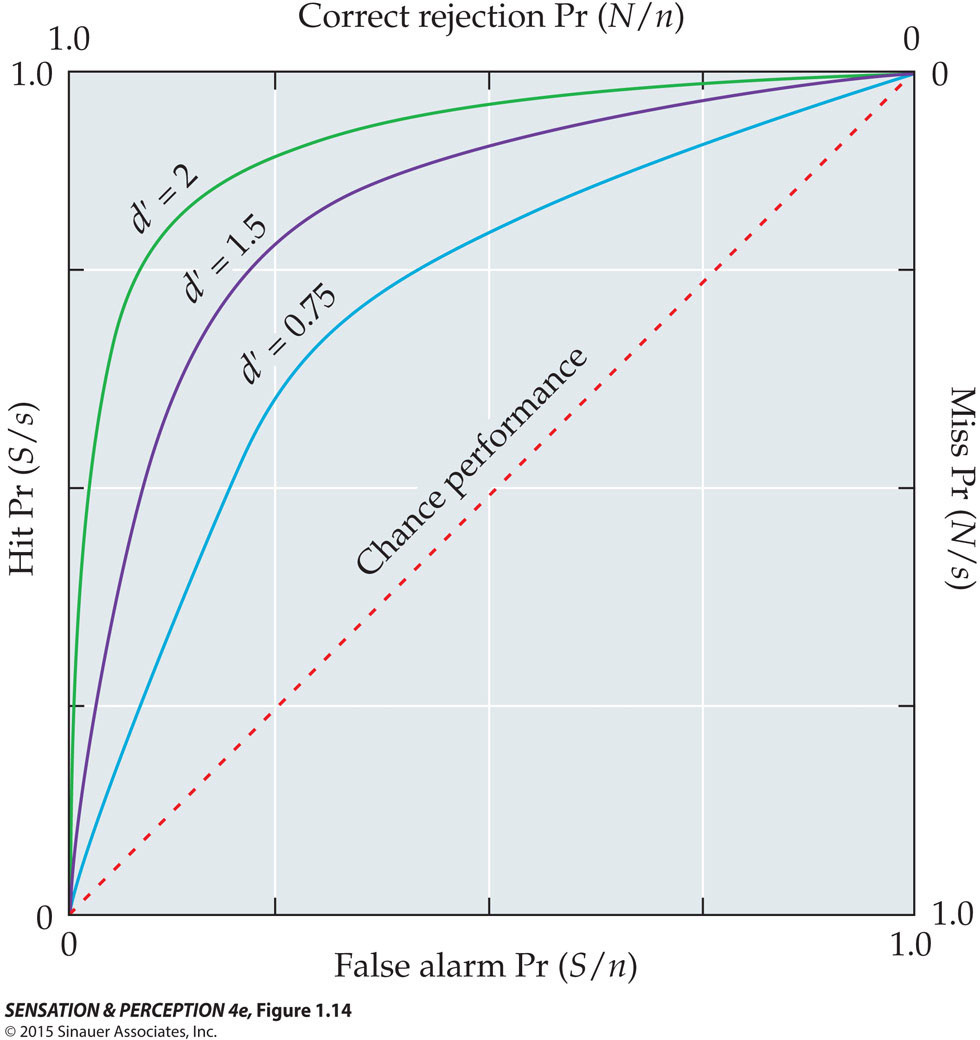 Correct rejection Pr (N/n)
1.0 0
1.0 0
d' = 2
d' = 1.5
d' = 0.75
Chance performance
Hit Pr (S/s)
Miss Pr (N/s)
0 1.0
0 1.0
False alarm Pr (S/n)
SENSATION & PERCEPTION 4e, Figure 1.14
© 2015 Sinauer Associates, Inc.